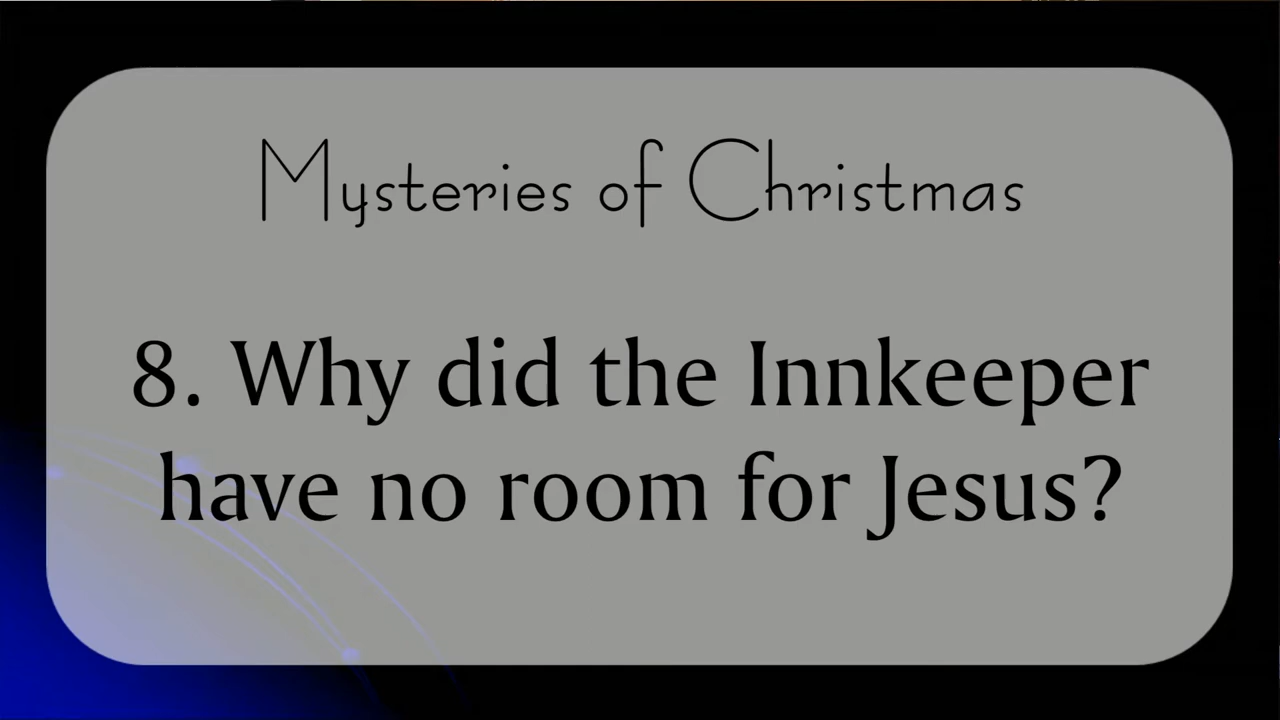 Mysteries of Christmas
8. Why did the Innkeeper
have no room for Jesus?